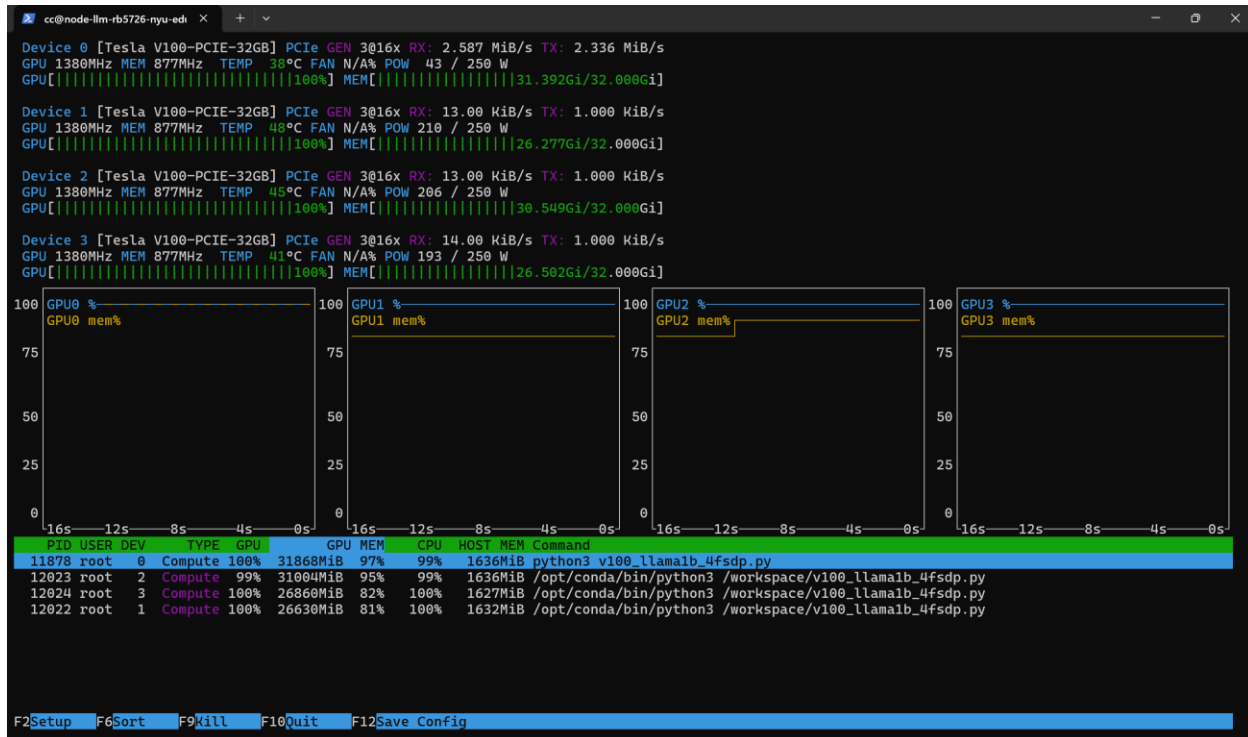 cc@node-llm-rb5726-nyu-edu
Device 0 [Tesla V100-PCIE-32GB] PCIe GEN 3@16x RX: 2.587 MiB/s TX: 2.336 MiB/s
GPU 1380MHz MEM 877MHz TEMP 38°C FAN N/A% POW 43 / 250 W
GPU[||||||||||||||||||||||||||||100%] MEM[|||||||||||||||||31.392Gi/32.000Gi]
Device 1 [Tesla V100-PCIE-32GB] PCIe GEN 3@16x RX: 13.00 KiB/s TX: 1.000 KiB/s
GPU 1380MHz MEM 877MHz TEMP 48°C FAN N/A% POW 210 / 250 W
GPU[||||||||||||||||||||||||||||100%] MEM[|||||||||||||||||26.277Gi/32.000Gi]
Device 2 [Tesla V100-PCIE-32GB] PCIe GEN 3@16x RX: 13.00 KiB/s TX: 1.000 KiB/s
GPU 1380MHz MEM 877MHz TEMP 45°C FAN N/A% POW 206 / 250 W
GPU[||||||||||||||||||||||||||||100%] MEM[|||||||||||||||||30.549Gi/32.000Gi]
Device 3 [Tesla V100-PCIE-32GB] PCIe GEN 3@16x RX: 14.00 KiB/s TX: 1.000 KiB/s
GPU 1380MHz MEM 877MHz TEMP 41°C FAN N/A% POW 193 / 250 W
GPU[||||||||||||||||||||||||||||100%] MEM[|||||||||||||||||26.502Gi/32.000Gi]
100 GPU0 % 100 GPU1 % 100 GPU2 % 100 GPU3 %
GPU0 mem% GPU1 mem% GPU2 mem% GPU3 mem%
75 75 75 75
50 50 50 50
25 25 25 25
0 0 0 0
16s 12s 8s 4s 0s 16s 12s 8s 4s 0s 16s 12s 8s 4s 0s 16s 12s 8s 4s 0s
PID USER DEV TYPE GPU GPU MEM CPU HOST MEM Command
11878 root 0 Compute 100% 31868MiB 97% 99% 1636MiB python3 v100_llama1b_4fsdp.py
12023 root 2 Compute 99% 31004MiB 95% 99% 1636MiB /opt/conda/bin/python3 /workspace/v100_llama1b_4fsdp.py
12024 root 3 Compute 100% 26860MiB 82% 100% 1627MiB /opt/conda/bin/python3 /workspace/v100_llama1b_4fsdp.py
12022 root 1 Compute 100% 26630MiB 81% 100% 1632MiB /opt/conda/bin/python3 /workspace/v100_llama1b_4fsdp.py
F2Setup F6Sort F9Kill F10Quit F12Save Config